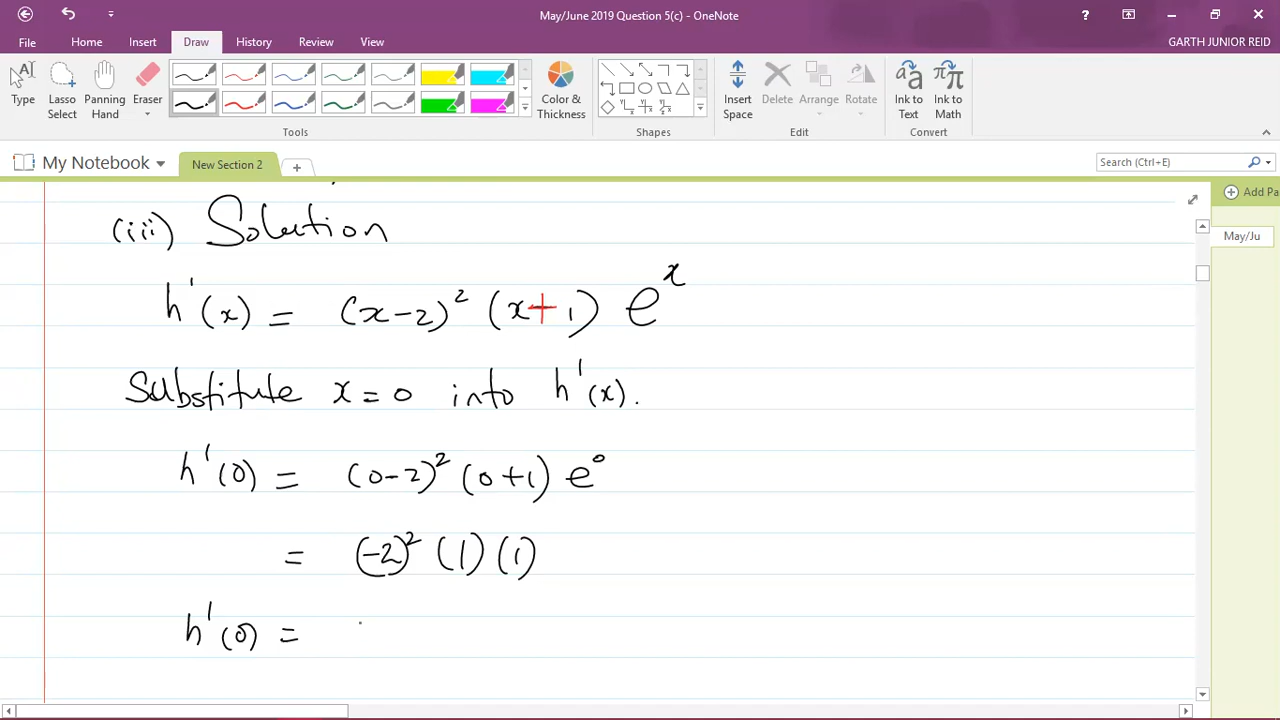 May/June 2019 Question 5(c) - OneNote
File Home Insert Draw History Review View GARTH JUNIOR REID
Type Lasso Select Panning Hand Eraser Color & Thickness Insert Space Delete Arrange Rotate Ink to Text Ink to Math
Tools Shapes Edit Convert
My Notebook New Section 2 Search (Ctrl+E)
Add Pa
May/Ju
(iii) Solution
h'(x) = (x-2)² (x+1) eˣ
Substitute x=0 into h'(x).
h'(0) = (0-2)² (0+1) e⁰
= (-2)² (1) (1)
h'(0) =